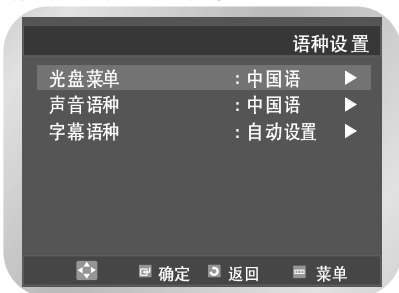 语种设置
光盘菜单 : 中国语 ▶
声音语种 : 中国语 ▶
字幕语种 : 自动设置 ▶
确定 返回 菜单